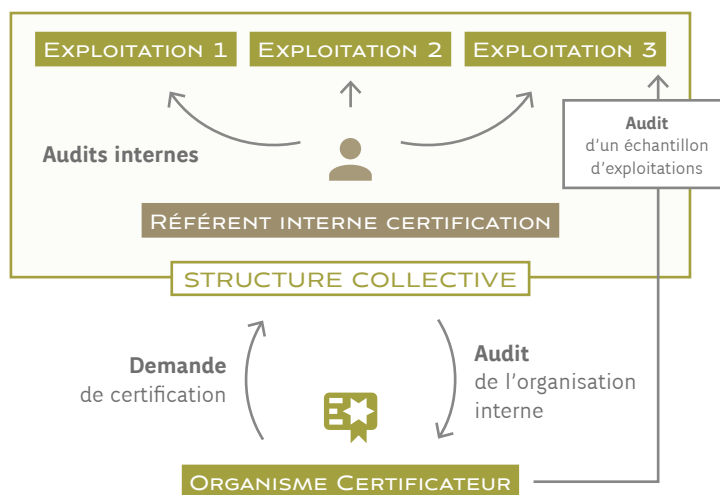 EXPLOITATION 1
EXPLOITATION 2
EXPLOITATION 3
Audit
d'un échantillon
d'exploitations
Audits internes
RÉFÉRENT INTERNE CERTIFICATION
STRUCTURE COLLECTIVE
Demande
de certification
Audit
de l'organisation
interne
ORGANISME CERTIFICATEUR